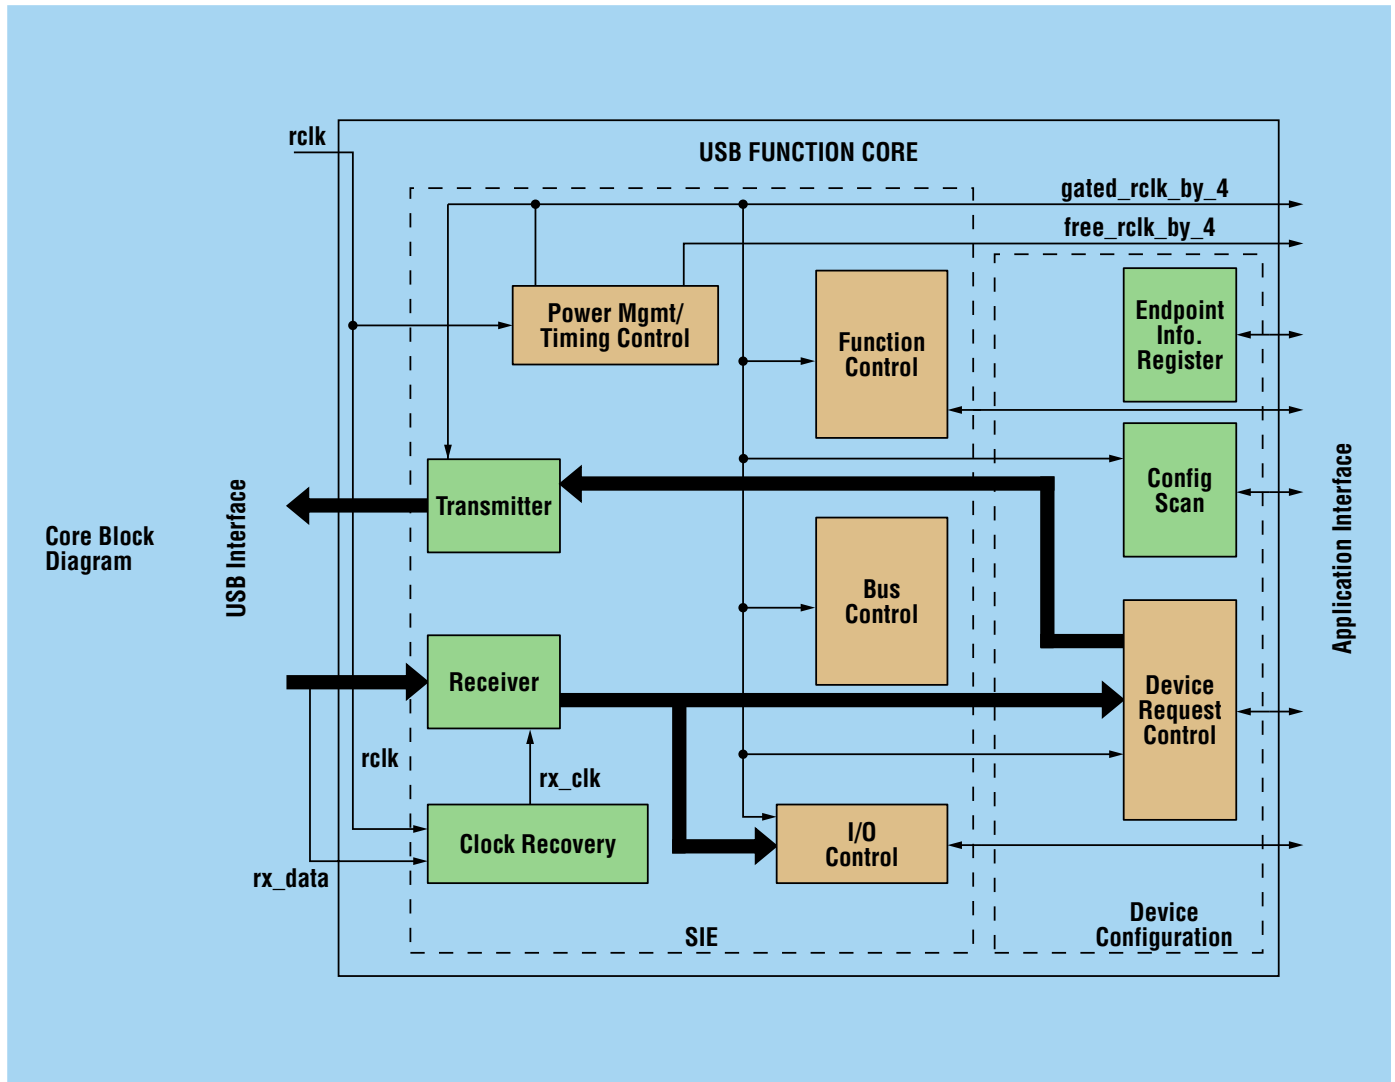 rclk
USB FUNCTION CORE
gated_rclk_by_4
free_rclk_by_4
Power Mgmt/
Timing Control
Function
Control
Endpoint
Info.
Register
Config
Scan
Transmitter
Core Block
Diagram
USB Interface
Application Interface
Bus
Control
Receiver
Device
Request
Control
rclk
rx_clk
Clock Recovery
I/O
Control
rx_data
SIE
Device
Configuration